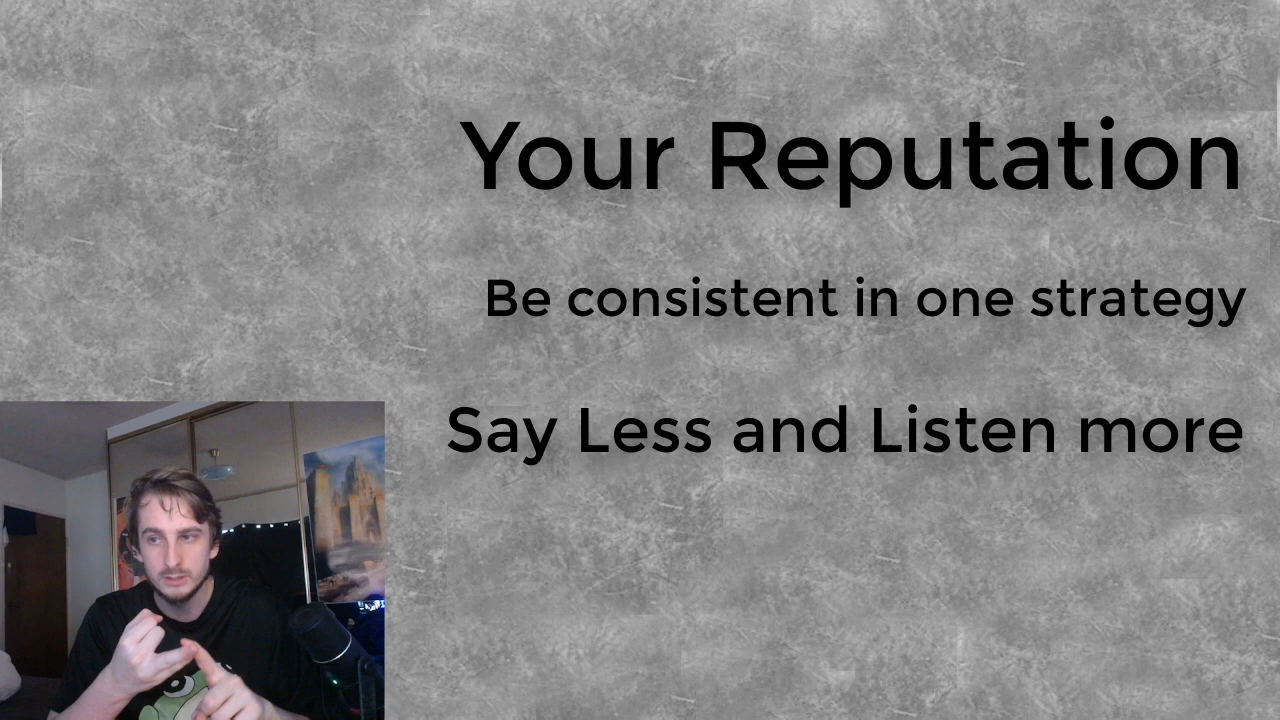 Your Reputation
Be consistent in one strategy
Say Less and Listen more